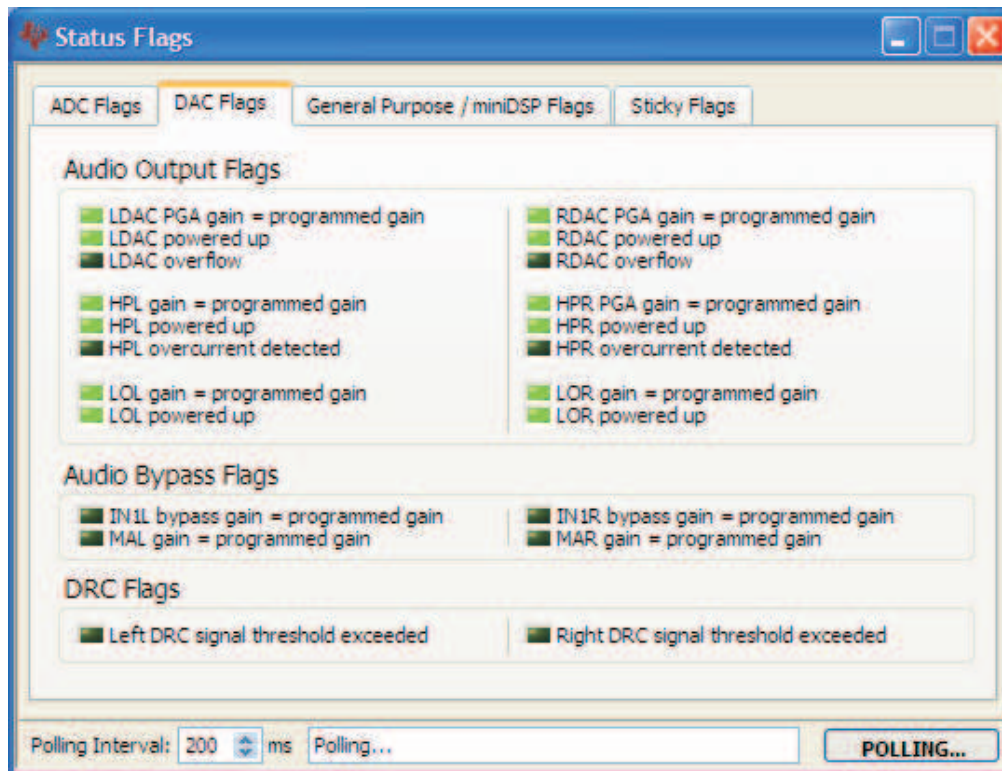 Status Flags
ADC Flags
DAC Flags
General Purpose / miniDSP Flags
Sticky Flags
Audio Output Flags
LDAC PGA gain = programmed gain
LDAC powered up
LDAC overflow
HPL gain = programmed gain
HPL powered up
HPL overcurrent detected
LOL gain = programmed gain
LOL powered up
RDAC PGA gain = programmed gain
RDAC powered up
RDAC overflow
HPR PGA gain = programmed gain
HPR powered up
HPR overcurrent detected
LOR gain = programmed gain
LOR powered up
Audio Bypass Flags
IN1L bypass gain = programmed gain
MAL gain = programmed gain
IN1R bypass gain = programmed gain
MAR gain = programmed gain
DRC Flags
Left DRC signal threshold exceeded
Right DRC signal threshold exceeded
Polling Interval: 200 ms Polling... POLLING...